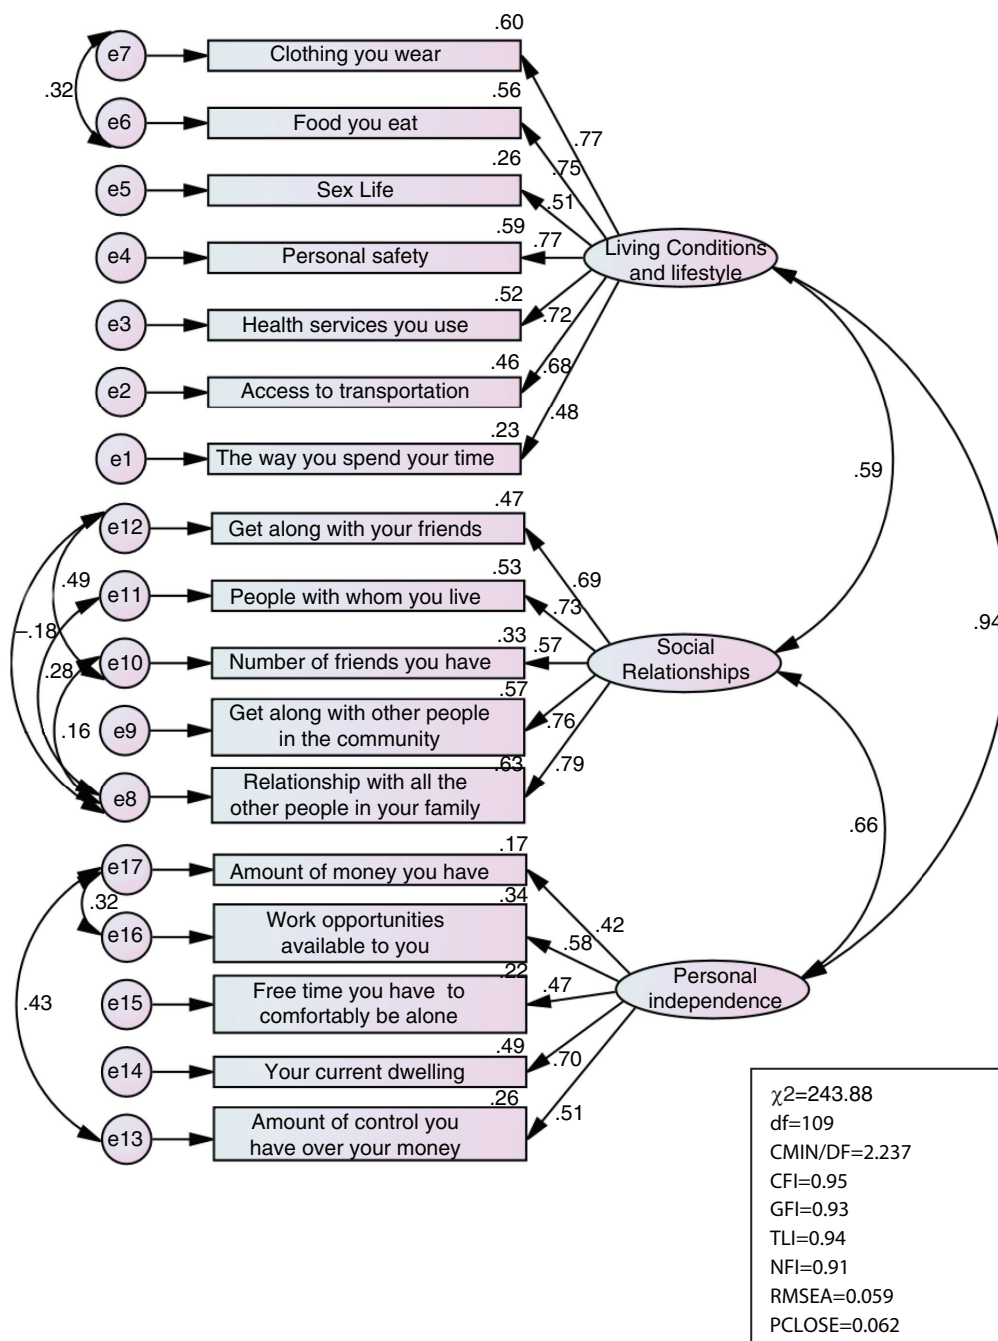 .60
e7
Clothing you wear
.32
.77
.56
e6
Food you eat
.75
.26
e5
Sex Life
.51
.59
e4
Personal safety
.77
Living Conditions
and lifestyle
.52
e3
Health services you use
.72
.46
e2
Access to transportation
.68
.48
.23
e1
The way you spend your time
.59
.47
e12
Get along with your friends
.49
.69
.53
e11
People with whom you live
.73
–.18
.33
e10
Number of friends you have
.57
Social
Relationships
.94
.28
.57
e9
Get along with other people
in the community
.76
.16
.63
e8
Relationship with all the
other people in your family
.79
.66
.17
e17
Amount of money you have
.32
.42
.34
e16
Work opportunities
available to you
.58
.22
e15
Free time you have to
comfortably be alone
.47
Personal
independence
.43
.49
e14
Your current dwelling
.70
.26
e13
Amount of control you
have over your money
.51
χ2=243.88
df=109
CMIN/DF=2.237
CFI=0.95
GFI=0.93
TLI=0.94
NFI=0.91
RMSEA=0.059
PCLOSE=0.062